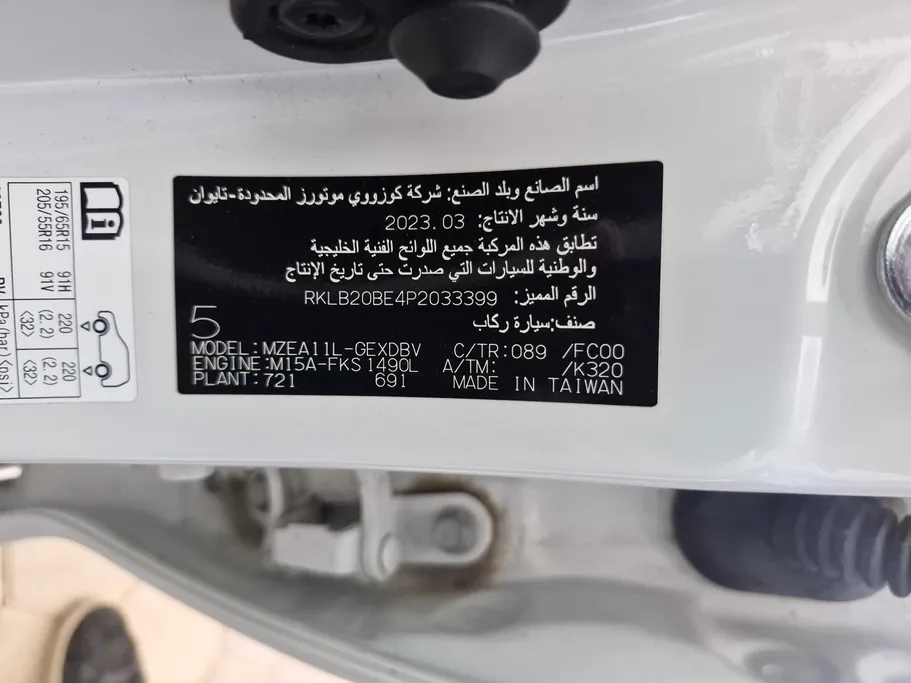 اسم الصانع وبلد الصنع: شركة كوزووي موتورز المحدودة-تايوان
سنة وشهر الانتاج: 2023.03
تطابق هذه المركبة جميع اللوائح الفنية الخليجية
والوطنية للسيارات التي صدرت حتى تاريخ الإنتاج
الرقم المميز: RKLB20BE4P2033399
صنف:سيارة ركاب
5
MODEL:MZEA11L-GEXDBV C/TR:089 /FC00
ENGINE:M15A-FKS 1490L A/TM: /K320
PLANT:721 691 MADE IN TAIWAN
195/65R15 91H 220 (2.2) <32> 220 (2.2) <32>
205/55R16 91V
kPa(bar)<psi>